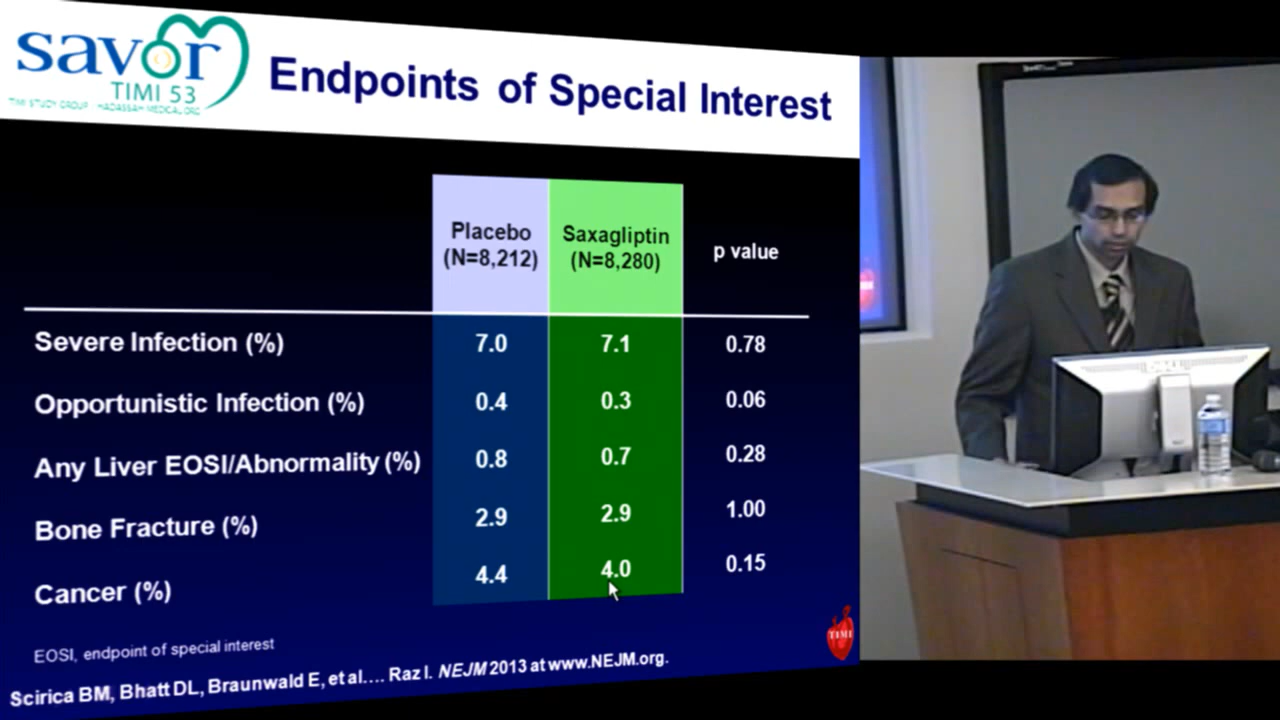 savor
TIMI 53
TIMI STUDY GROUP - HADASSAH MEDICAL ORG
Endpoints of Special Interest
Placebo
(N=8,212)
Saxagliptin
(N=8,280)
p value
Severe Infection (%) 7.0 7.1 0.78
Opportunistic Infection (%) 0.4 0.3 0.06
Any Liver EOSI/Abnormality (%) 0.8 0.7 0.28
Bone Fracture (%) 2.9 2.9 1.00
Cancer (%) 4.4 4.0 0.15
EOSI, endpoint of special interest
TIMI
Scirica BM, Bhatt DL, Braunwald E, et al.... Raz I. NEJM 2013 at www.NEJM.org.
DELL